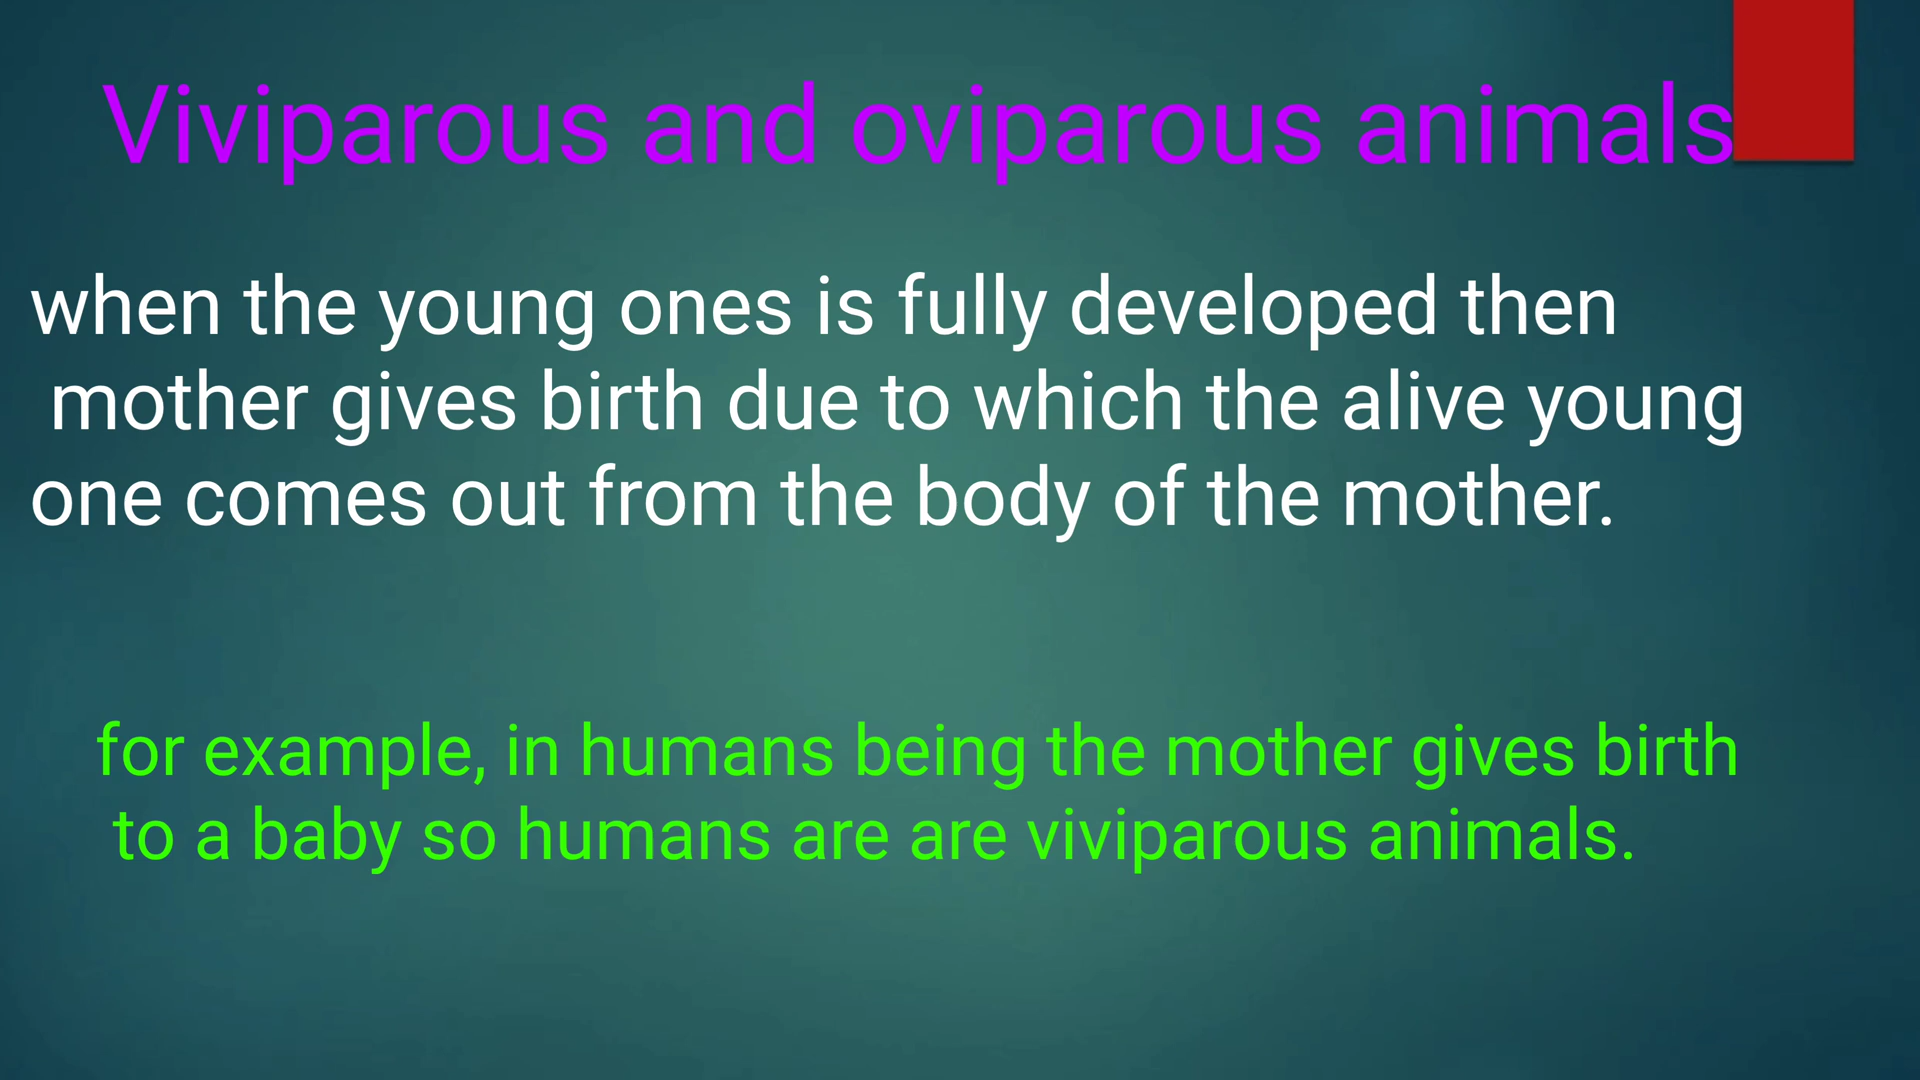 Viviparous and oviparous animals
when the young ones is fully developed then
mother gives birth due to which the alive young
one comes out from the body of the mother.
for example, in humans being the mother gives birth
to a baby so humans are are viviparous animals.